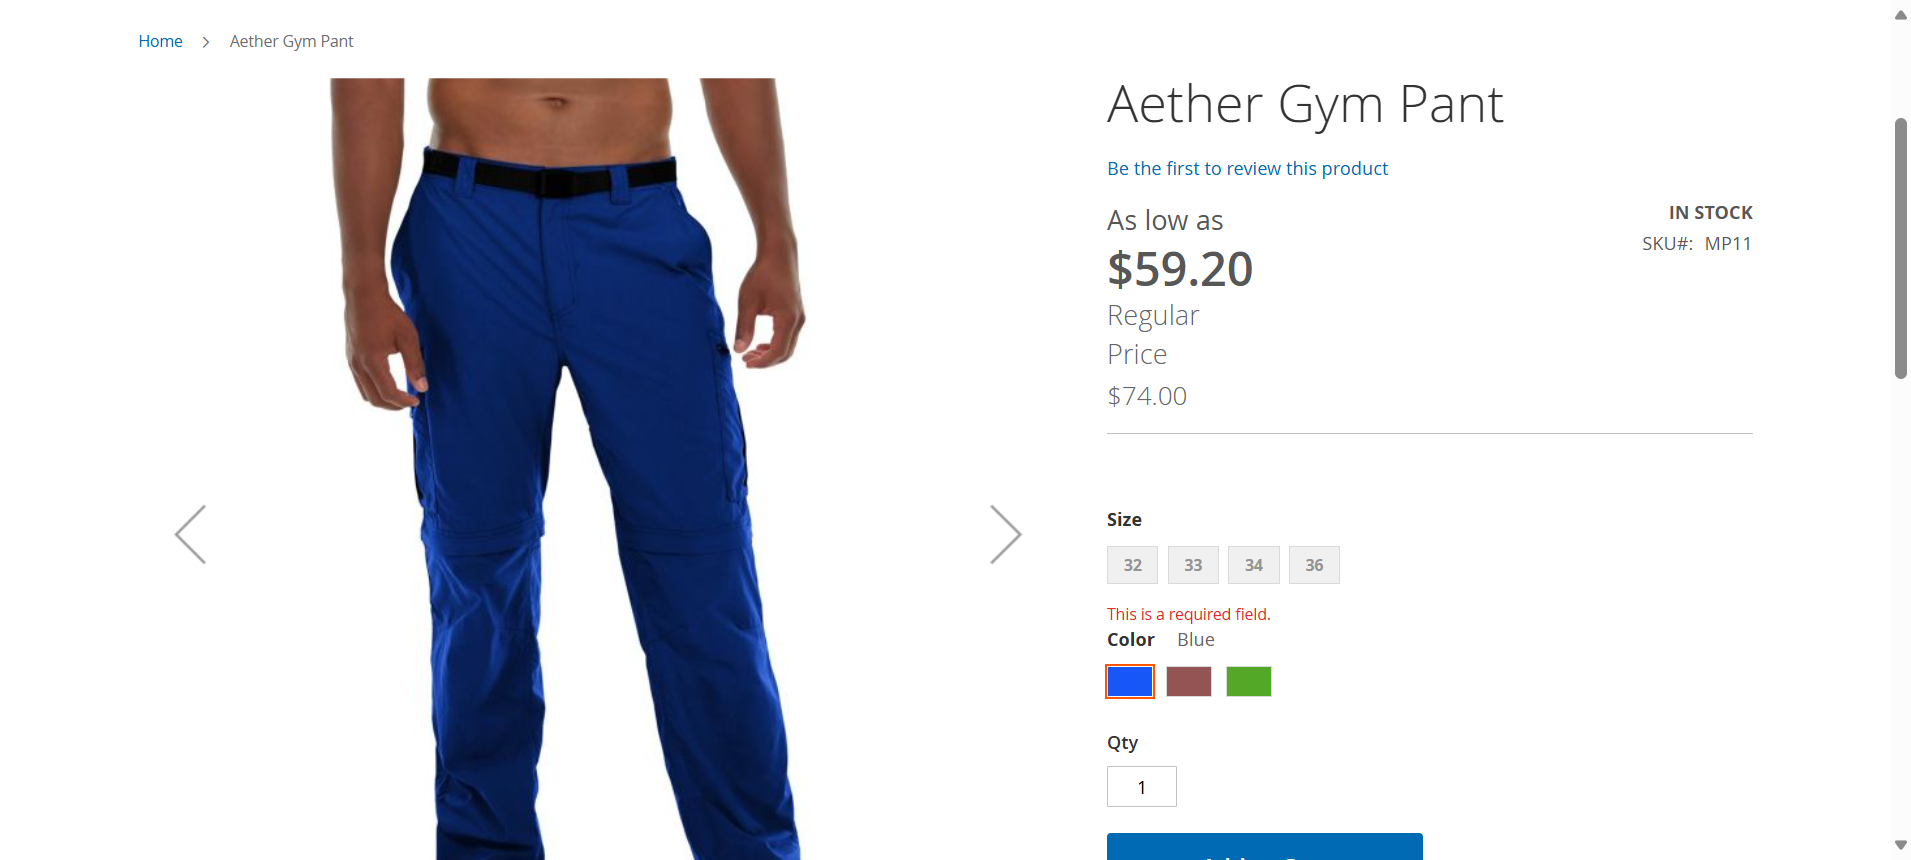 Home > Aether Gym Pant
Aether Gym Pant
Be the first to review this product
As low as
$59.20
Regular
Price
$74.00
IN STOCK
SKU#: MP11
Size
32 33 34 36
This is a required field.
Color Blue
Qty
1